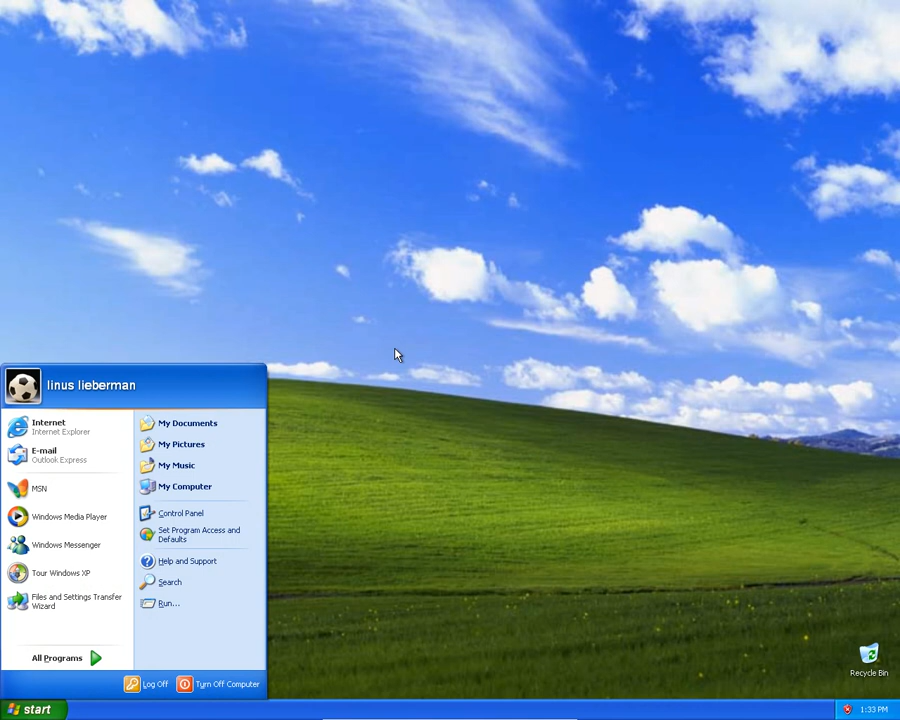 linus lieberman
Internet
Internet Explorer
E-mail
Outlook Express
MSN
Windows Media Player
Windows Messenger
Tour Windows XP
Files and Settings Transfer
Wizard
All Programs
My Documents
My Pictures
My Music
My Computer
Control Panel
Set Program Access and
Defaults
Help and Support
Search
Run...
Log Off
Turn Off Computer
Recycle Bin
start
1:33 PM